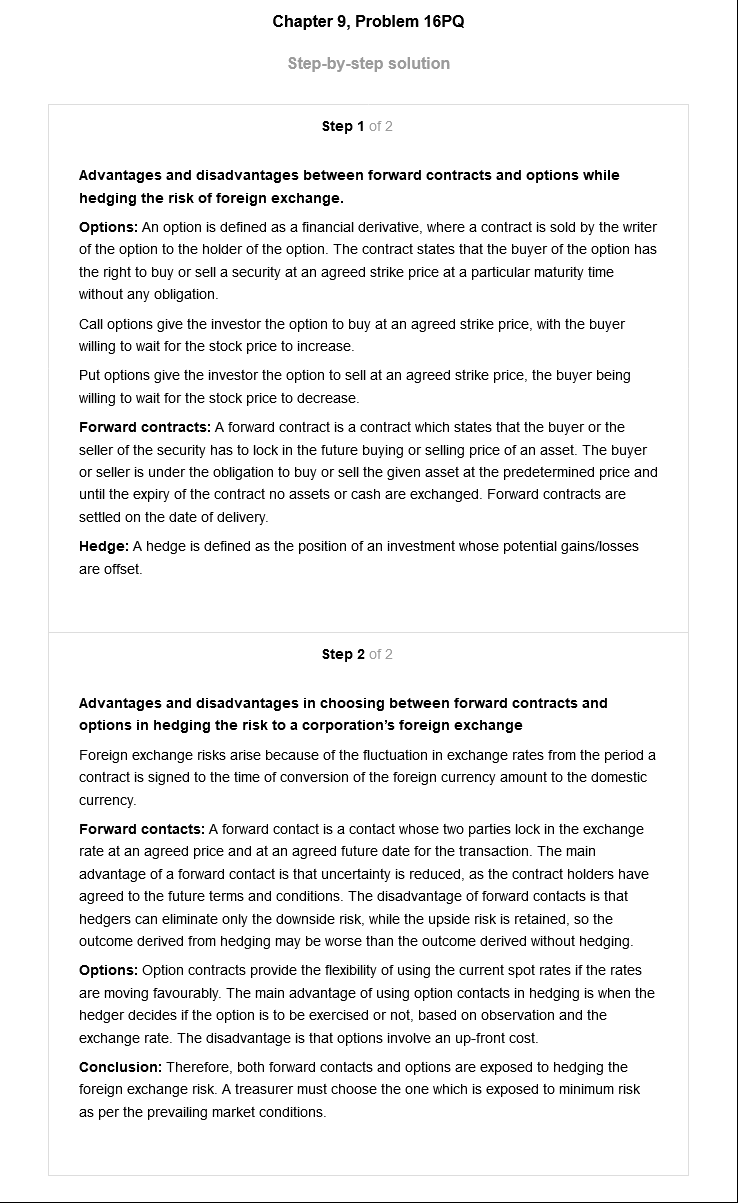 Chapter 9, Problem 16PQ
Step-by-step solution
Step 1 of 2
Advantages and disadvantages between forward contracts and options while
hedging the risk of foreign exchange.
Options: An option is defined as a financial derivative, where a contract is sold by the writer
of the option to the holder of the option. The contract states that the buyer of the option has
the right to buy or sell a security at an agreed strike price at a particular maturity time
without any obligation.
Call options give the investor the option to buy at an agreed strike price, with the buyer
willing to wait for the stock price to increase.
Put options give the investor the option to sell at an agreed strike price, the buyer being
willing to wait for the stock price to decrease.
Forward contracts: A forward contract is a contract which states that the buyer or the
seller of the security has to lock in the future buying or selling price of an asset. The buyer
or seller is under the obligation to buy or sell the given asset at the predetermined price and
until the expiry of the contract no assets or cash are exchanged. Forward contracts are
settled on the date of delivery.
Hedge: A hedge is defined as the position of an investment whose potential gains/losses
are offset.
Step 2 of 2
Advantages and disadvantages in choosing between forward contracts and
options in hedging the risk to a corporation’s foreign exchange
Foreign exchange risks arise because of the fluctuation in exchange rates from the period a
contract is signed to the time of conversion of the foreign currency amount to the domestic
currency.
Forward contacts: A forward contact is a contact whose two parties lock in the exchange
rate at an agreed price and at an agreed future date for the transaction. The main
advantage of a forward contact is that uncertainty is reduced, as the contract holders have
agreed to the future terms and conditions. The disadvantage of forward contacts is that
hedgers can eliminate only the downside risk, while the upside risk is retained, so the
outcome derived from hedging may be worse than the outcome derived without hedging.
Options: Option contracts provide the flexibility of using the current spot rates if the rates
are moving favourably. The main advantage of using option contacts in hedging is when the
hedger decides if the option is to be exercised or not, based on observation and the
exchange rate. The disadvantage is that options involve an up-front cost.
Conclusion: Therefore, both forward contacts and options are exposed to hedging the
foreign exchange risk. A treasurer must choose the one which is exposed to minimum risk
as per the prevailing market conditions.